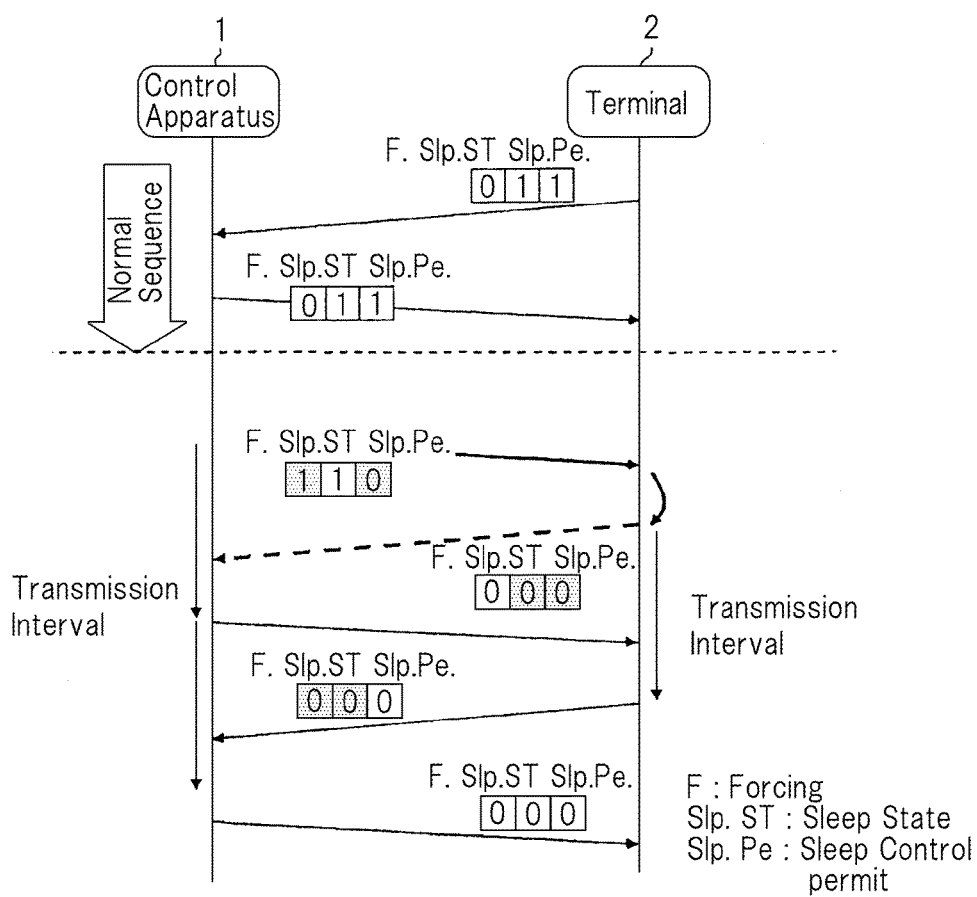 1
2
Control
Apparatus
Terminal
F. Slp.ST Slp.Pe.
0 1 1
Normal
Sequence
F. Slp.ST Slp.Pe.
0 1 1
F. Slp.ST Slp.Pe.
1 1 0
F. Slp.ST Slp.Pe.
0 0 0
Transmission
Interval
Transmission
Interval
F. Slp.ST Slp.Pe.
0 0 0
F. Slp.ST Slp.Pe.
0 0 0
F : Forcing
Slp. ST : Sleep State
Slp. Pe : Sleep Control
permit